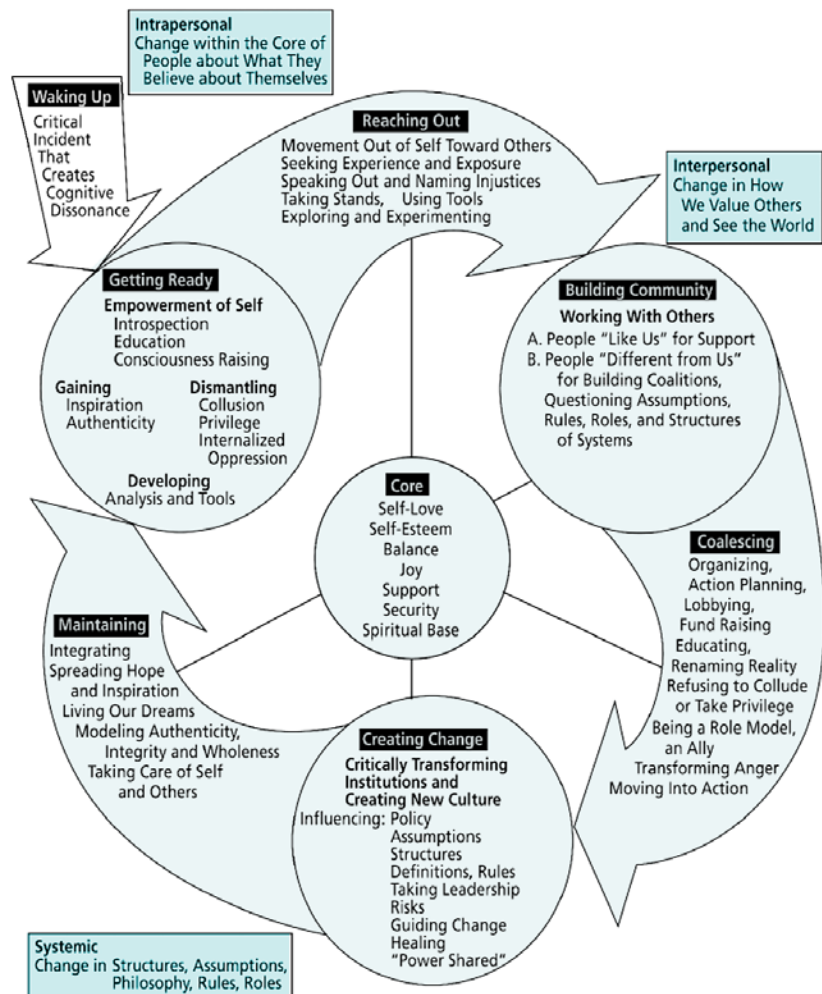 Intrapersonal
Change within the Core of
People about What They
Believe about Themselves
Waking Up
Critical
Incident
That
Creates
Cognitive
Dissonance
Reaching Out
Movement Out of Self Toward Others
Seeking Experience and Exposure
Speaking Out and Naming Injustices
Taking Stands, Using Tools
Exploring and Experimenting
Interpersonal
Change in How
We Value Others
and See the World
Getting Ready
Empowerment of Self
Introspection
Education
Consciousness Raising
Gaining
Inspiration
Authenticity
Dismantling
Collusion
Privilege
Internalized
Oppression
Developing
Analysis and Tools
Building Community
Working With Others
A. People “Like Us” for Support
B. People “Different from Us”
for Building Coalitions,
Questioning Assumptions,
Rules, Roles, and Structures
of Systems
Core
Self-Love
Self-Esteem
Balance
Joy
Support
Security
Spiritual Base
Coalescing
Organizing,
Action Planning,
Lobbying,
Fund Raising
Educating,
Renaming Reality
Refusing to Collude
or Take Privilege
Being a Role Model,
an Ally
Transforming Anger
Moving Into Action
Maintaining
Integrating
Spreading Hope
and Inspiration
Living Our Dreams
Modeling Authenticity,
Integrity and Wholeness
Taking Care of Self
and Others
Creating Change
Critically Transforming
Institutions and
Creating New Culture
Influencing: Policy
Assumptions
Structures
Definitions, Rules
Taking Leadership
Risks
Guiding Change
Healing
“Power Shared”
Systemic
Change in Structures, Assumptions,
Philosophy, Rules, Roles